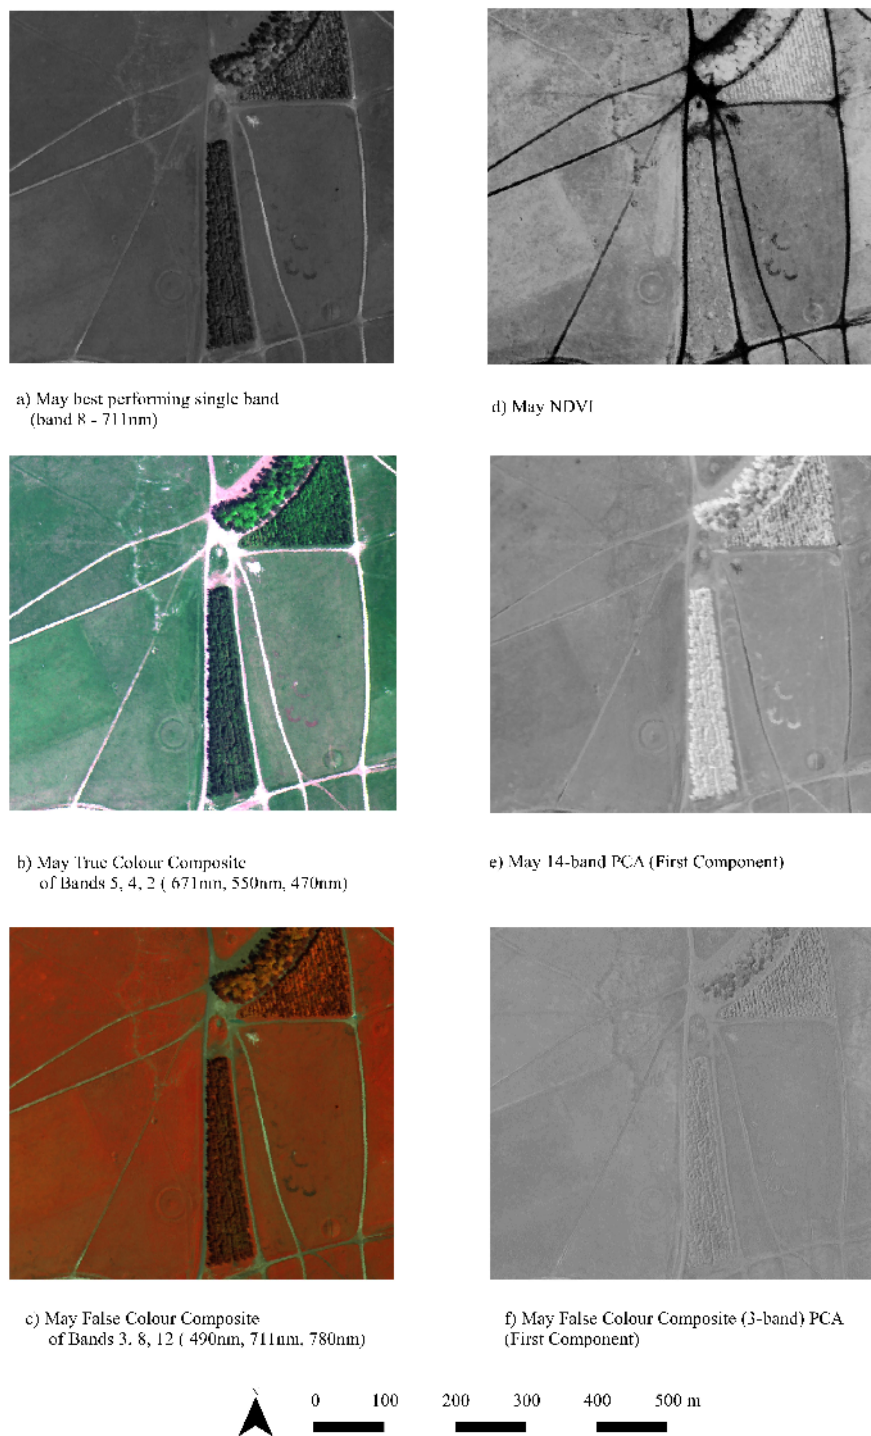 a) May best performing single band
(band 8 - 711nm)
d) May NDVI
b) May True Colour Composite
of Bands 5, 4, 2 ( 671nm, 550nm, 470nm)
e) May 14-band PCA (First Component)
c) May False Colour Composite
of Bands 3. 8, 12 ( 490nm, 711nm. 780nm)
f) May False Colour Composite (3-band) PCA
(First Component)
N
0 100 200 300 400 500 m